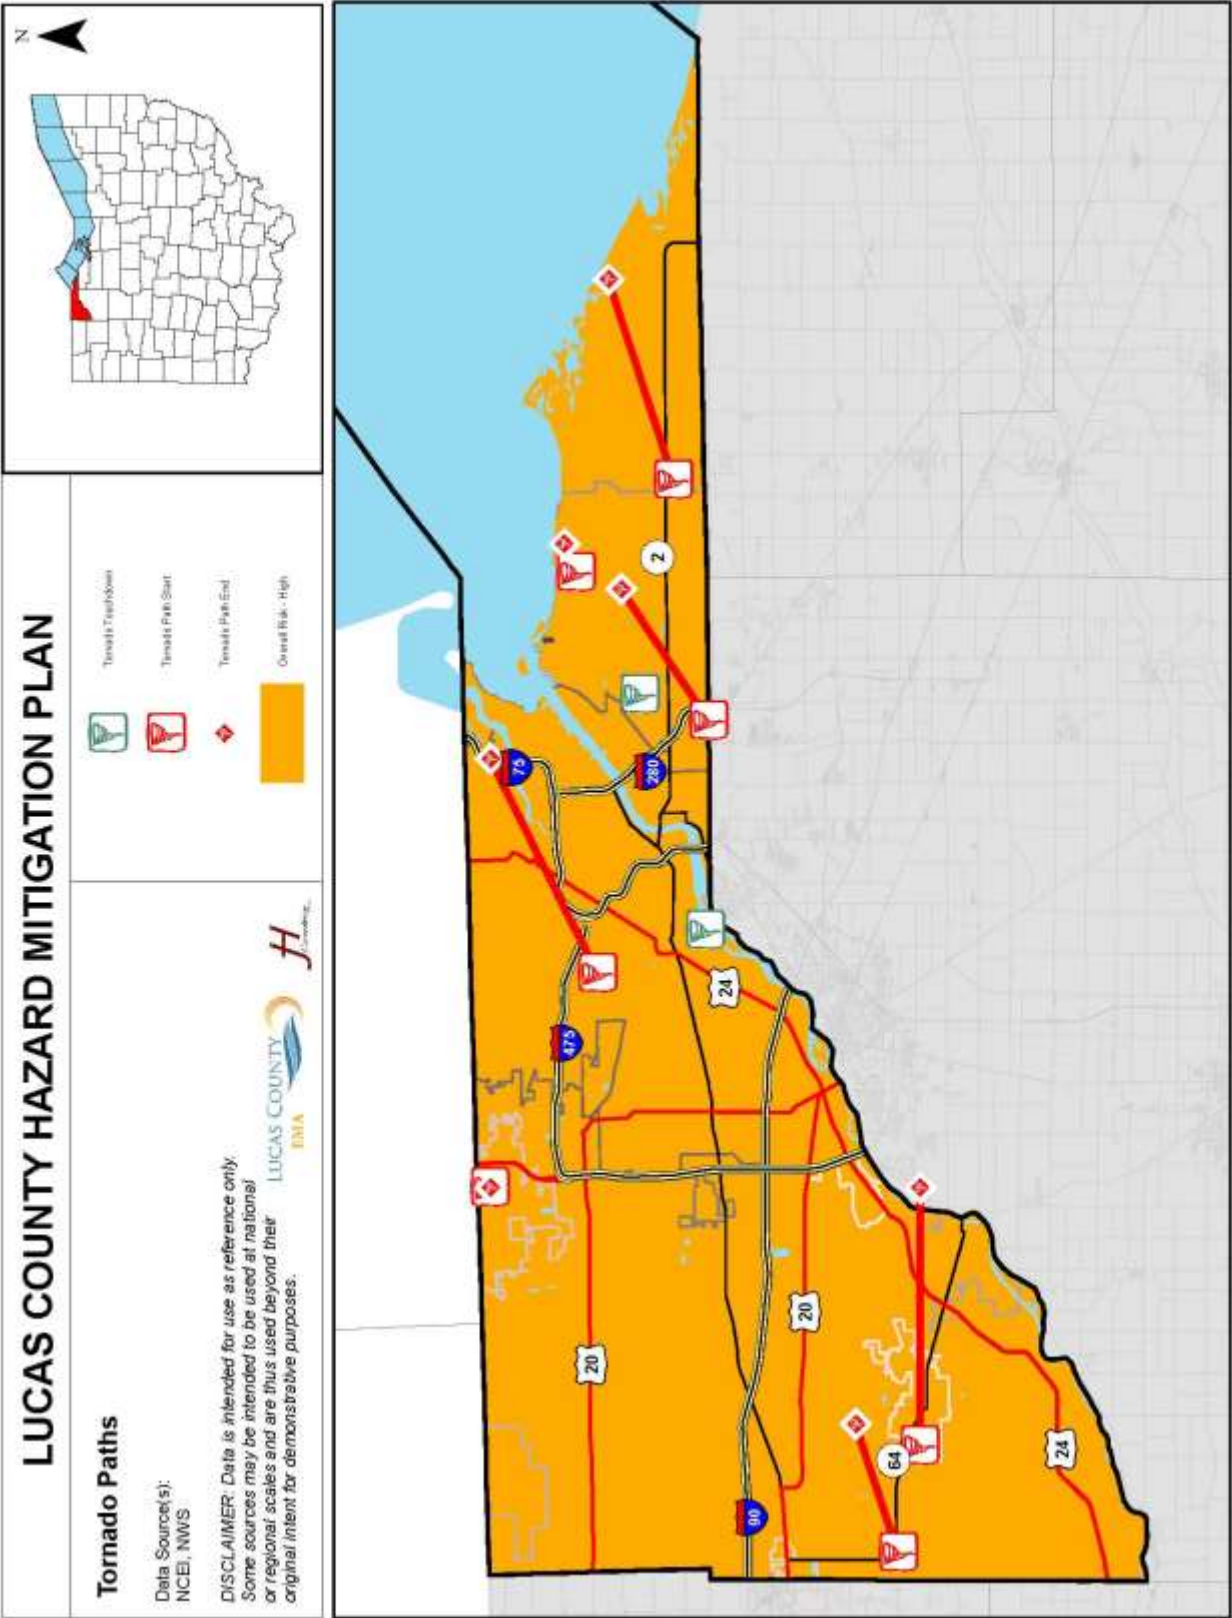 LUCAS COUNTY HAZARD MITIGATION PLAN
Tornado Paths
Data Source(s):
NCEI, NWS
DISCLAIMER: Data is intended for use as reference only.
Some sources may be intended to be used at national
or regional scales and are thus used beyond their
original intent for demonstrative purposes.
LUCAS COUNTY
EMA
JH
Consulting
Tornado Touchdown
Tornado Path Start
Tornado Path End
Overall Risk - High
N
75
280
2
475
24
20
20
90
64
24